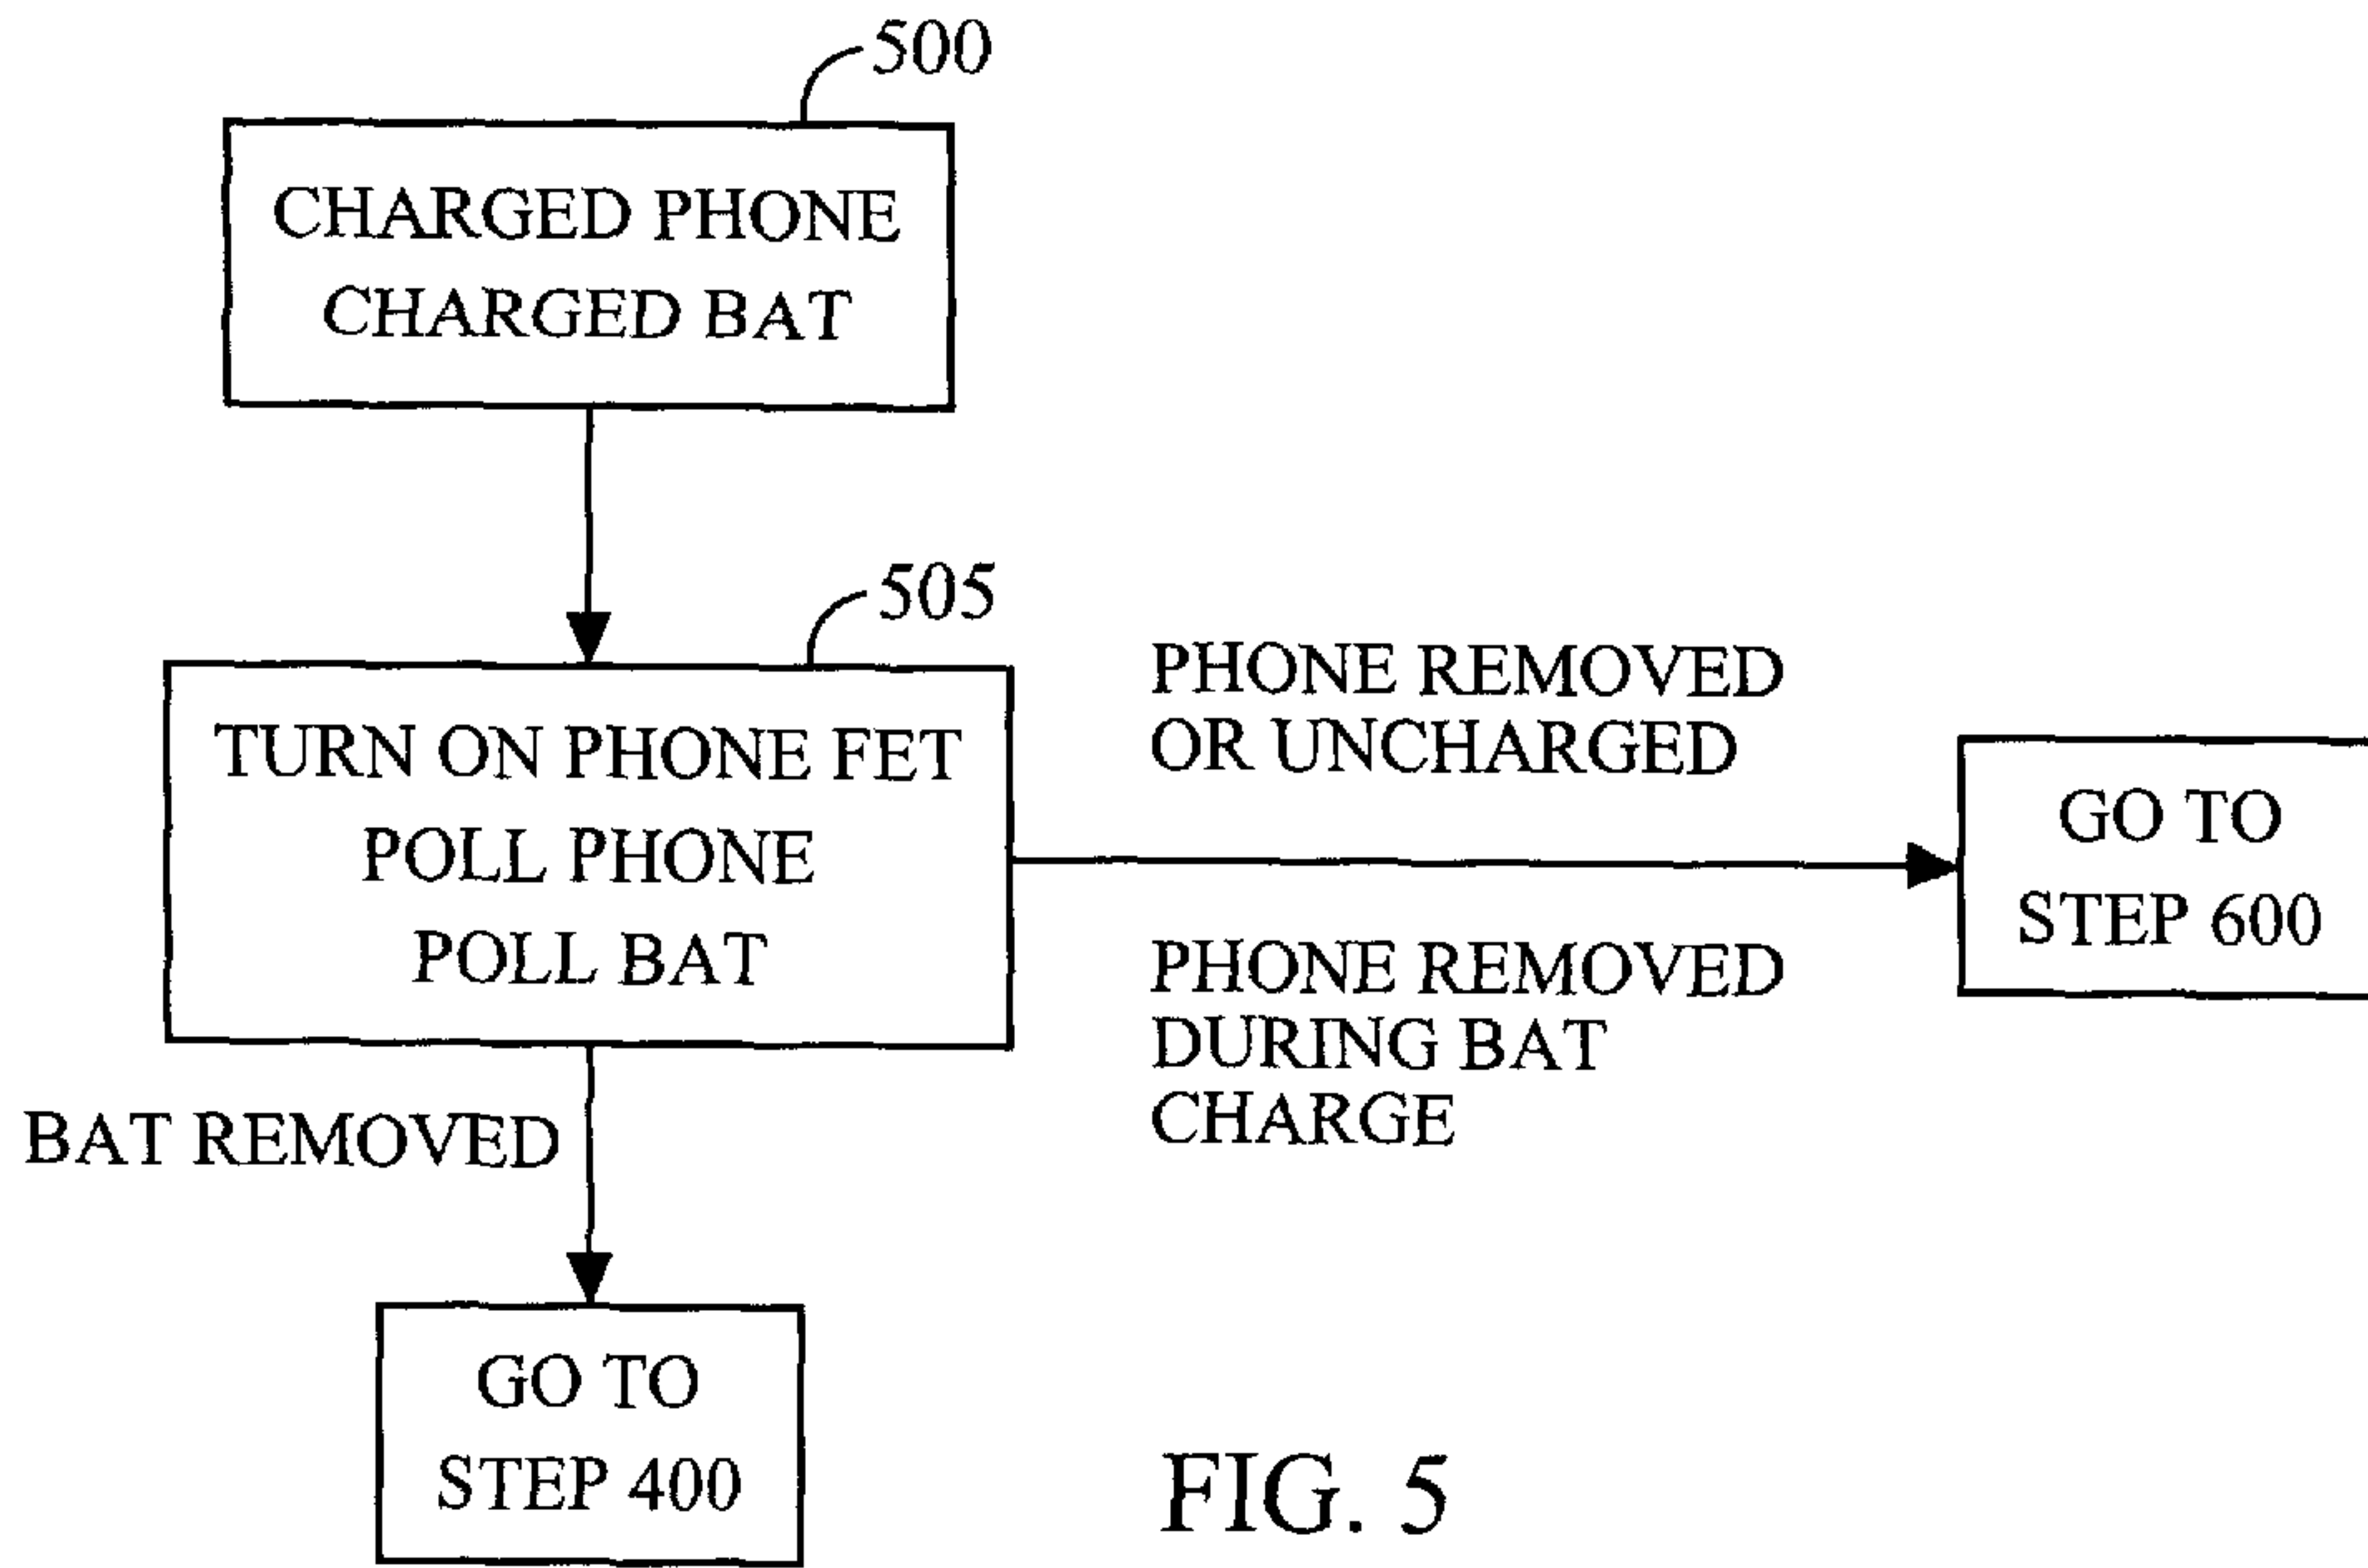 500
CHARGED PHONE
CHARGED BAT
505
TURN ON PHONE FET
POLL PHONE
POLL BAT
PHONE REMOVED
OR UNCHARGED
PHONE REMOVED
DURING BAT
CHARGE
GO TO
STEP 600
BAT REMOVED
GO TO
STEP 400
FIG. 5